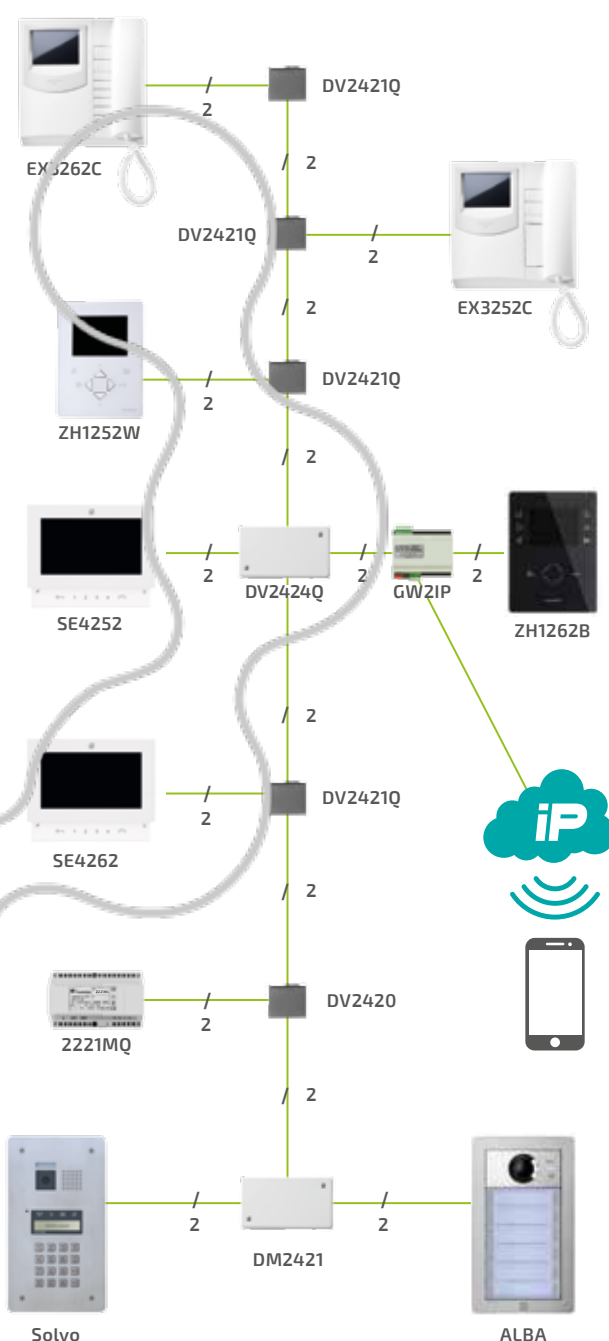 DV2421Q
/
2
EX3262C
/ 2
DV2421Q
/
2
EX3252C
/ 2
DV2421Q
/
2
ZH1252W
/ 2
/
2
/
2
/
2
SE4252
DV2424Q
GW2IP
ZH1262B
/ 2
DV2421Q
/
2
iP
SE4262
/ 2
DV2420
/
2
2221MQ
/ 2
/
2
/
2
DM2421
Solvo
ALBA